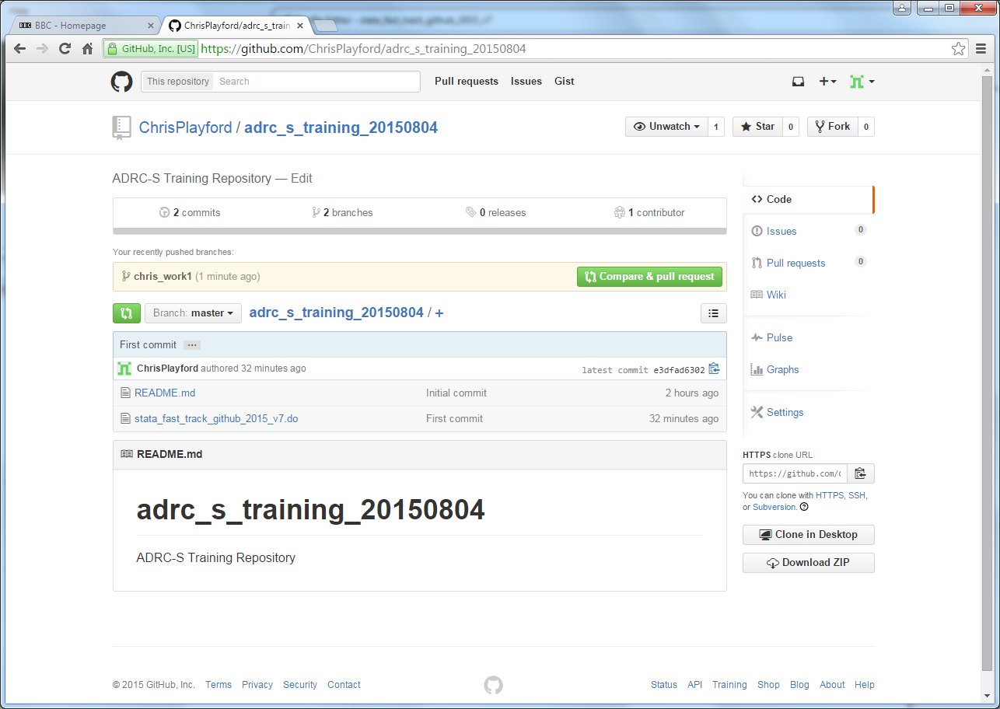 BBC BBC - Homepage
ChrisPlayford/adrc_s_train
GitHub, Inc. [US] https://github.com/ChrisPlayford/adrc_s_training_20150804
This repository Search Pull requests Issues Gist
ChrisPlayford / adrc_s_training_20150804
Unwatch 1 Star 0 Fork 0
ADRC-S Training Repository — Edit
2 commits 2 branches 0 releases 1 contributor
Your recently pushed branches:
chris_work1 (1 minute ago) Compare & pull request
Branch: master adrc_s_training_20150804 / +
First commit ...
ChrisPlayford authored 32 minutes ago latest commit e3dfad6302
README.md Initial commit 2 hours ago
stata_fast_track_github_2015_v7.do First commit 32 minutes ago
README.md
adrc_s_training_20150804
ADRC-S Training Repository
Code
Issues 0
Pull requests 0
Wiki
Pulse
Graphs
Settings
HTTPS clone URL
https://github.com/
You can clone with HTTPS, SSH,
or Subversion.
Clone in Desktop
Download ZIP
© 2015 GitHub, Inc. Terms Privacy Security Contact
Status API Training Shop Blog About Help